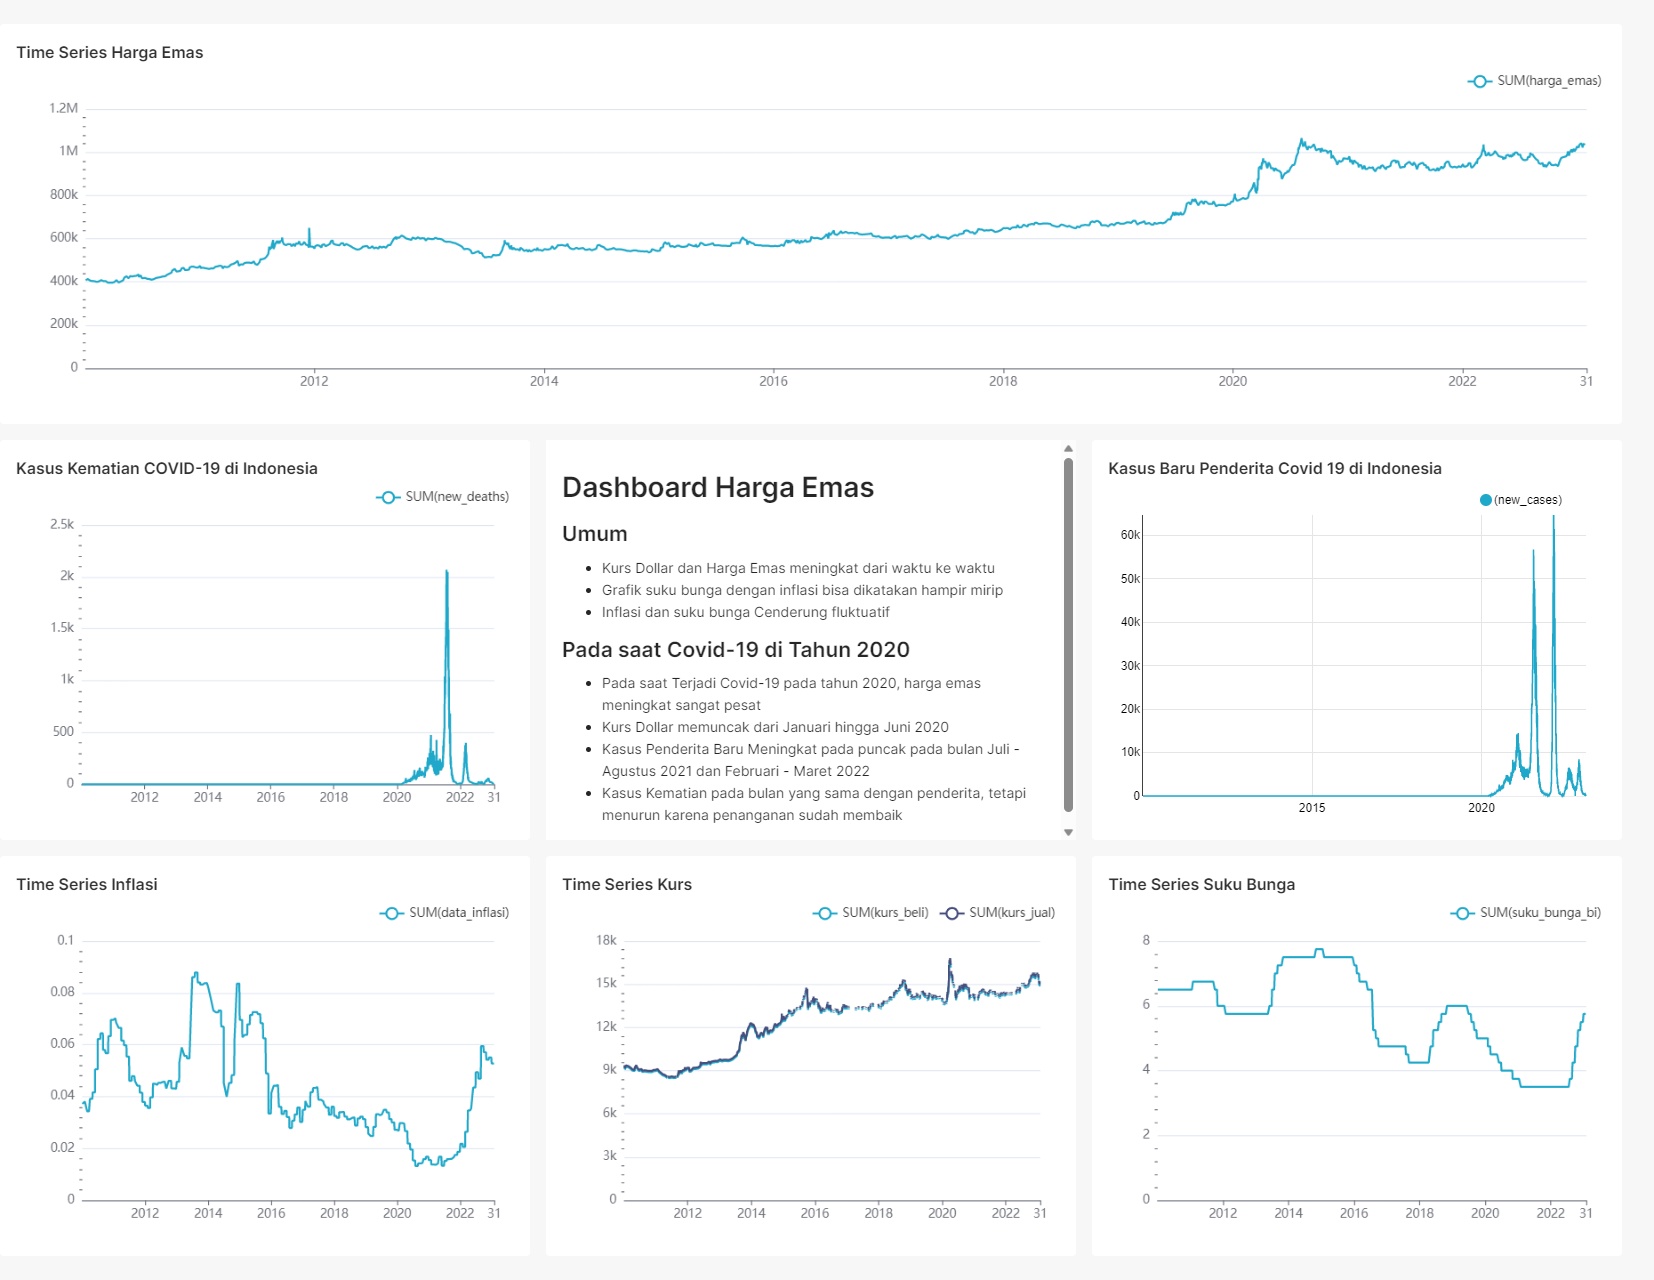 Time Series Harga Emas
SUM(harga_emas)
1.2M
1M
800k
600k
400k
200k
0
2012
2014
2016
2018
2020
2022
31
Kasus Kematian COVID-19 di Indonesia
SUM(new_deaths)
2.5k
2k
1.5k
1k
500
0
2012
2014
2016
2018
2020
2022
31
Dashboard Harga Emas
Umum
Kurs Dollar dan Harga Emas meningkat dari waktu ke waktu
Grafik suku bunga dengan inflasi bisa dikatakan hampir mirip
Inflasi dan suku bunga Cenderung fluktuatif
Pada saat Covid-19 di Tahun 2020
Pada saat Terjadi Covid-19 pada tahun 2020, harga emas
meningkat sangat pesat
Kurs Dollar memuncak dari Januari hingga Juni 2020
Kasus Penderita Baru Meningkat pada puncak pada bulan Juli -
Agustus 2021 dan Februari - Maret 2022
Kasus Kematian pada bulan yang sama dengan penderita, tetapi
menurun karena penanganan sudah membaik
Kasus Baru Penderita Covid 19 di Indonesia
(new_cases)
60k
50k
40k
30k
20k
10k
0
2015
2020
Time Series Inflasi
SUM(data_inflasi)
0.1
0.08
0.06
0.04
0.02
0
2012
2014
2016
2018
2020
2022
31
Time Series Kurs
SUM(kurs_beli)
SUM(kurs_jual)
18k
15k
12k
9k
6k
3k
0
2012
2014
2016
2018
2020
2022
31
Time Series Suku Bunga
SUM(suku_bunga_bi)
8
6
4
2
0
2012
2014
2016
2018
2020
2022
31